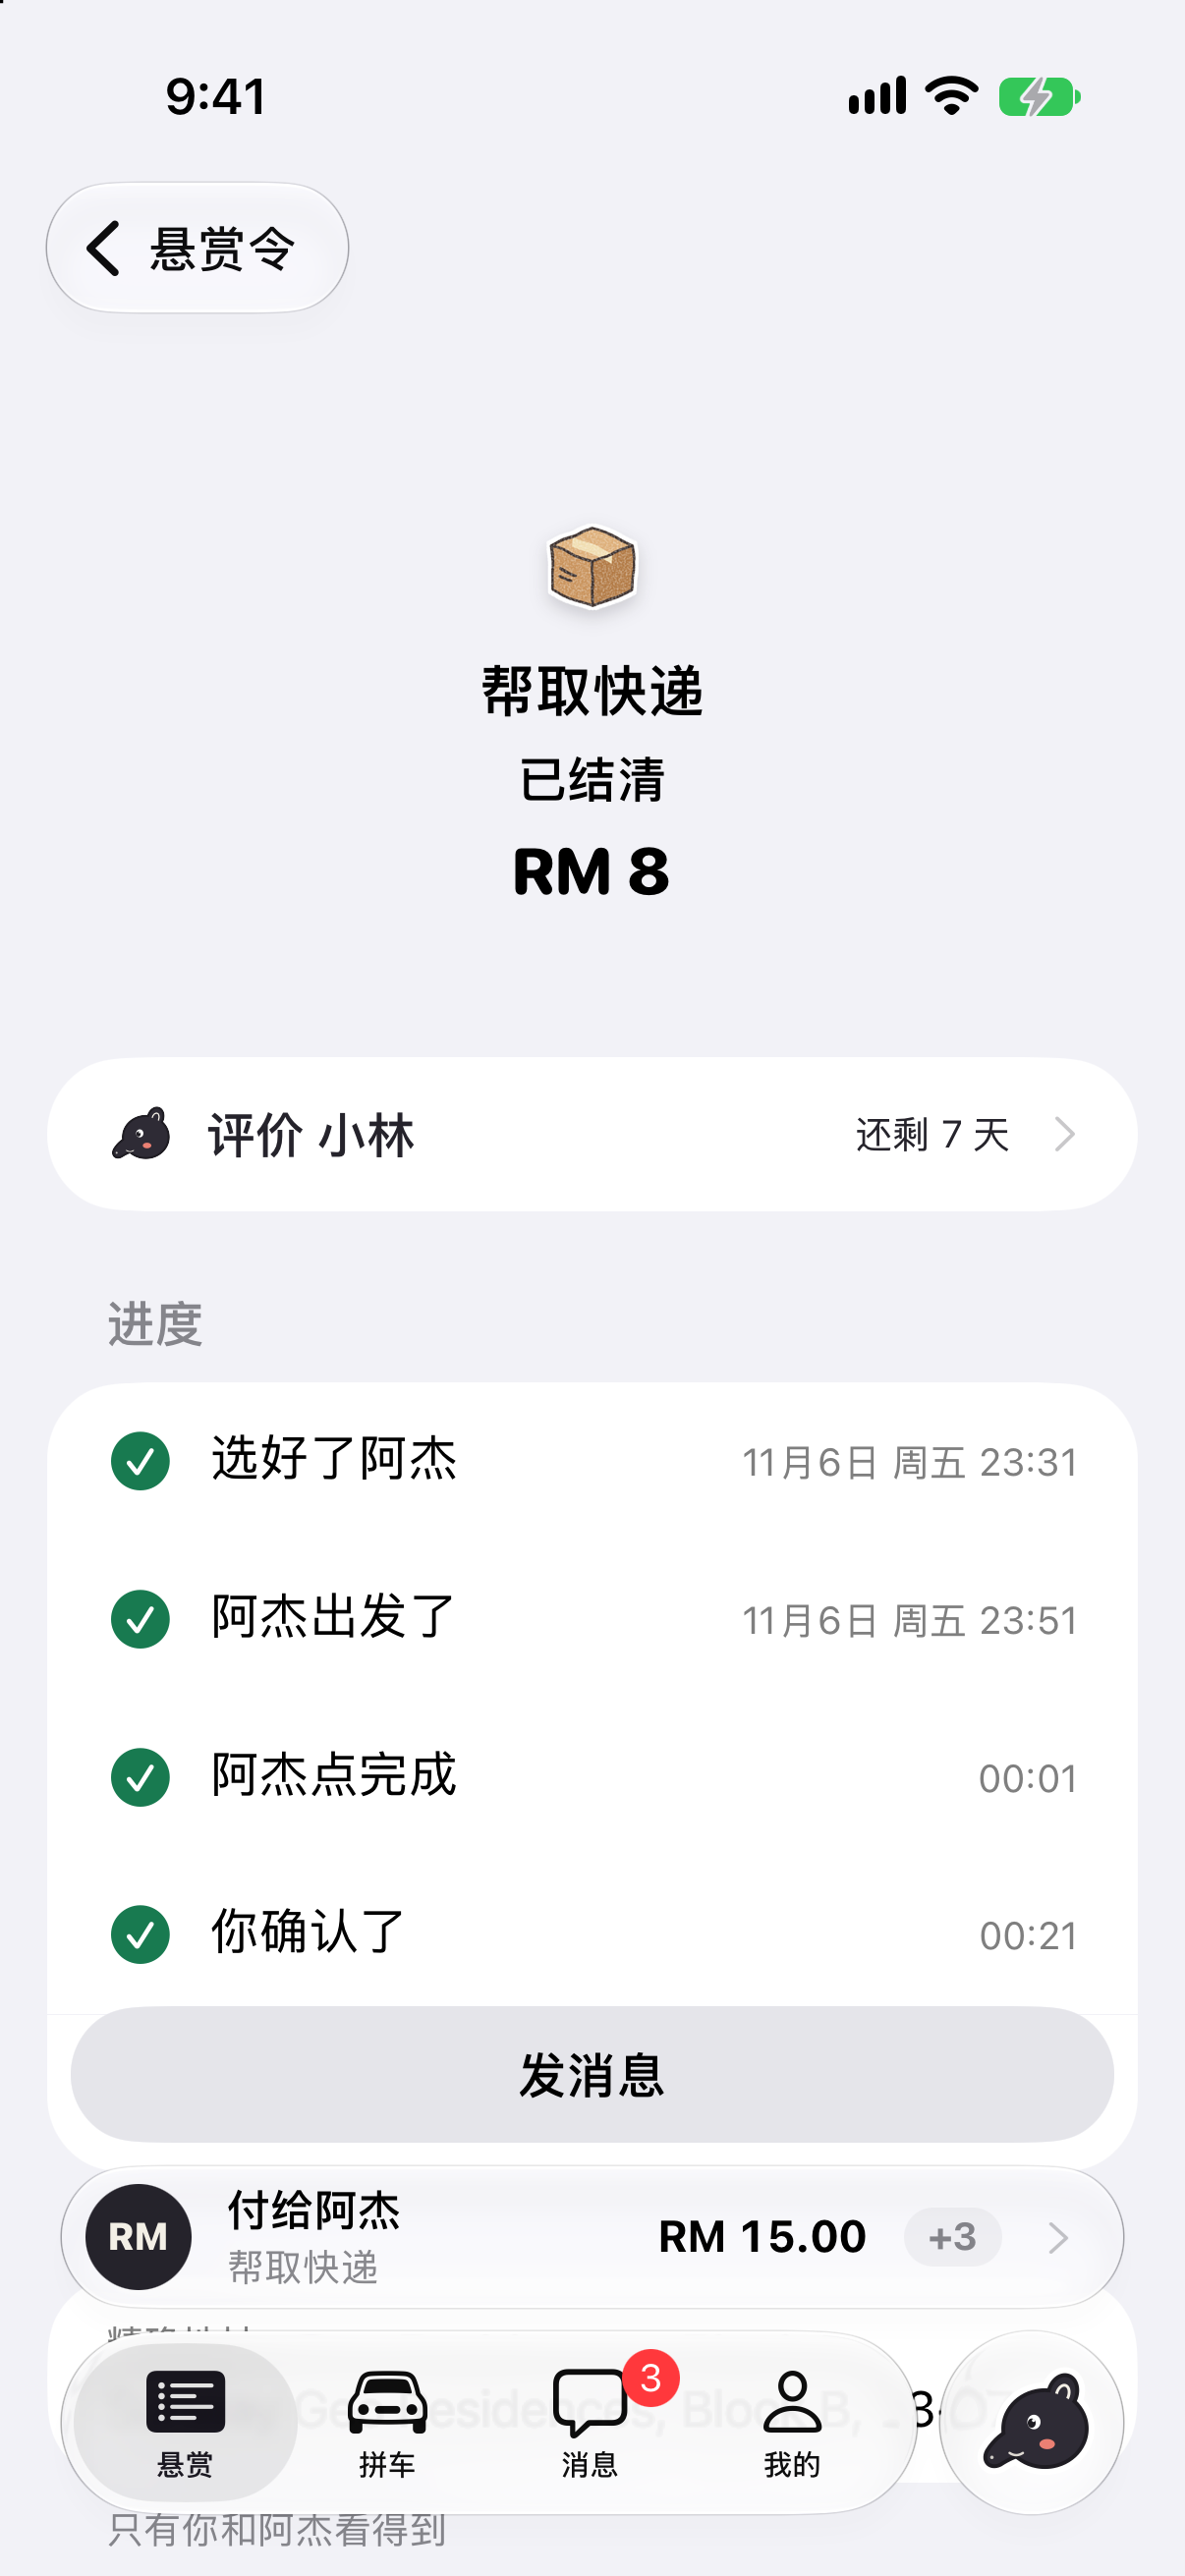 9:41
悬赏令
帮取快递
已结清
RM 8
评价 小林
还剩 7 天
进度
选好了阿杰
11月6日 周五 23:31
阿杰出发了
11月6日 周五 23:51
阿杰点完成
00:01
你确认了
00:21
发消息
RM
付给阿杰
帮取快递
RM 15.00
+3
Residences, Block B,
3
悬赏
拼车
消息
我的
只有你和阿杰看得到